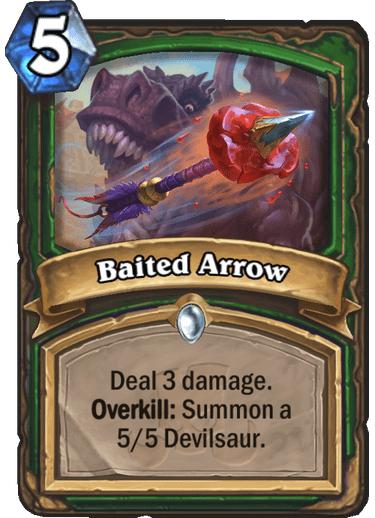 5
Baited Arrow
Deal 3 damage.
Overkill: Summon a
5/5 Devilsaur.